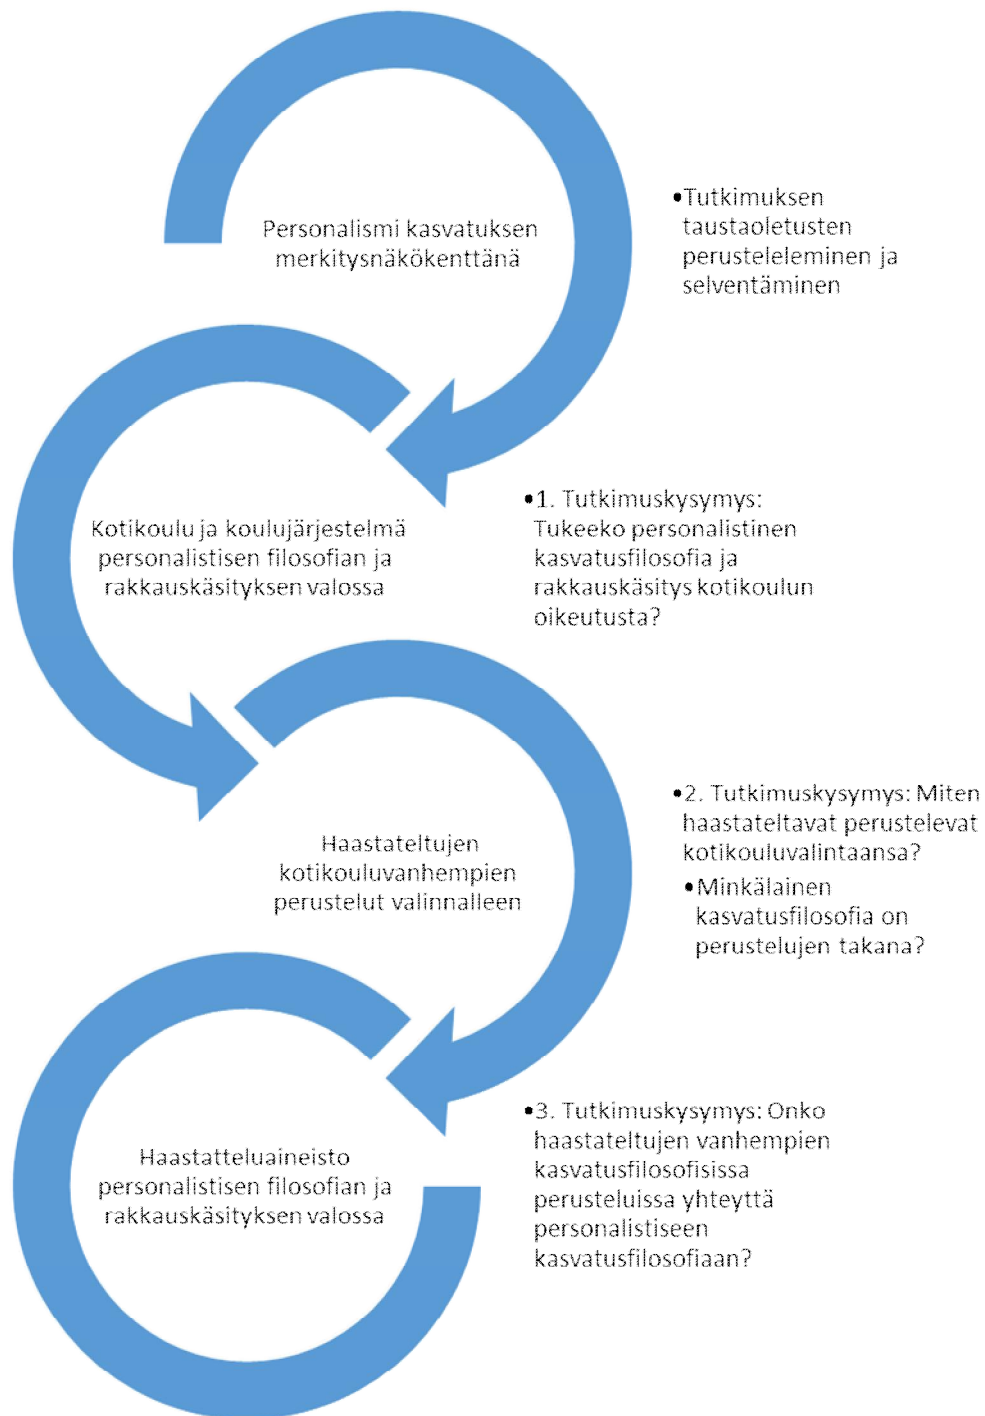 Personalismi kasvatuksen
merkitysnäkökenttänä
•Tutkimuksen
taustaoletusten
perusteleleminen ja
selventäminen
Kotikoulu ja koulujärjestelmä
personalistisen filosofian ja
rakkauskäsityksen valossa
•1. Tutkimuskysymys:
Tukeeko personalistinen
kasvatusfilosofia ja
rakkauskäsitys kotikoulun
oikeutusta?
Haastateltujen
kotikouluvanhempien
perustelut valinnalleen
•2. Tutkimuskysymys: Miten
haastateltavat perustelevat
kotikouluvalintaansa?
•Minkälainen
kasvatusfilosofia on
perustelujen takana?
Haastatteluaineisto
personalistisen filosofian ja
rakkauskäsityksen valossa
•3. Tutkimuskysymys: Onko
haastateltujen vanhempien
kasvatusfilosofisissa
perusteluissa yhteyttä
personalistiseen
kasvatusfilosofiaan?